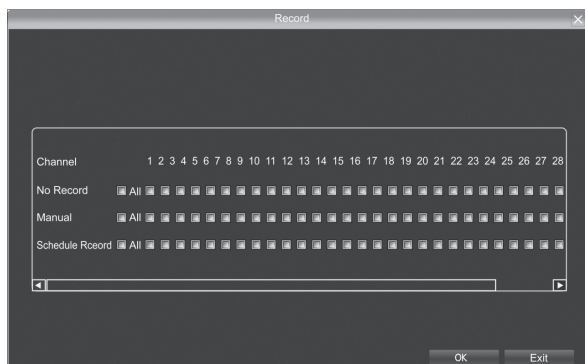 Record
Channel 1 2 3 4 5 6 7 8 9 10 11 12 13 14 15 16 17 18 19 20 21 22 23 24 25 26 27 28
No Record All
Manual All
Schedule Rceord All
OK Exit